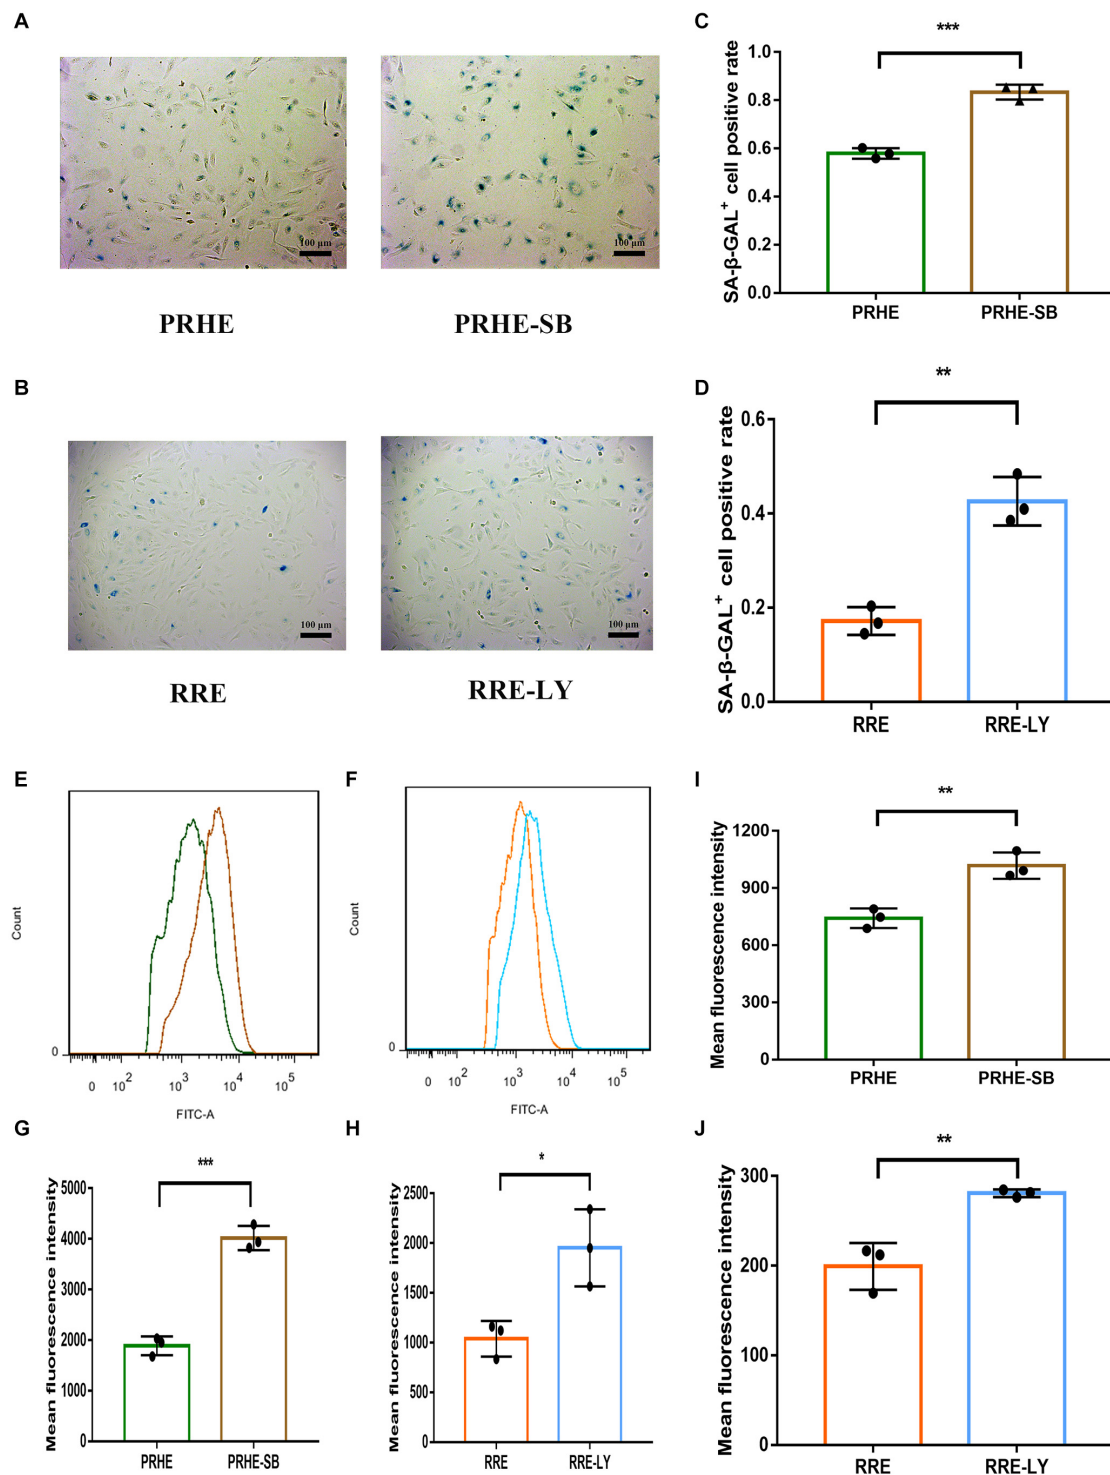 A
100 µm
PRHE
100 µm
PRHE-SB
C
***
SA-β-GAL⁺ cell positive rate
1.0
0.8
0.6
0.4
0.2
0.0
PRHE
PRHE-SB
B
100 µm
RRE
100 µm
RRE-LY
D
**
SA-β-GAL⁺ cell positive rate
0.6
0.4
0.2
0.0
RRE
RRE-LY
E
Count
0
0 10² 10³ 10⁴ 10⁵
FITC-A
F
Count
0
0 10² 10³ 10⁴ 10⁵
FITC-A
I
**
Mean fluorescence intensity
1200
900
600
300
0
PRHE
PRHE-SB
G
***
Mean fluorescence intensity
5000
4000
3000
2000
1000
0
PRHE
PRHE-SB
H
*
Mean fluorescence intensity
2500
2000
1500
1000
500
0
RRE
RRE-LY
J
**
Mean fluorescence intensity
300
200
100
0
RRE
RRE-LY